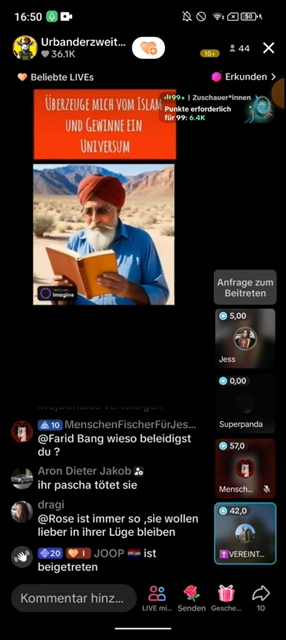 16:50
50
Urbanderzweit...
36.1K
10+
44
Beliebte LIVEs
Erkunden >
ÜBERZEUGE MICH VOM ISLAM
UND GEWINNE EIN
UNIVERSUM
99+ | Zuschauer*innen
Punkte erforderlich
für 99: 6.4K
imagine
Anfrage zum
Beitreten
5,00
Jess
0,00
Superpanda
57,0
Mensch...
42,0
VEREINT...
10 MenschenFischerFürJes...
@Farid Bang wieso beleidigst
du ?
Aron Dieter Jakob
ihr pascha tötet sie
dragi
@Rose ist immer so ,sie wollen
lieber in ihrer Lüge bleiben
20 I JOOP ist
beigetreten
Kommentar hinz...
LIVE mi...
Senden
Gesche...
10